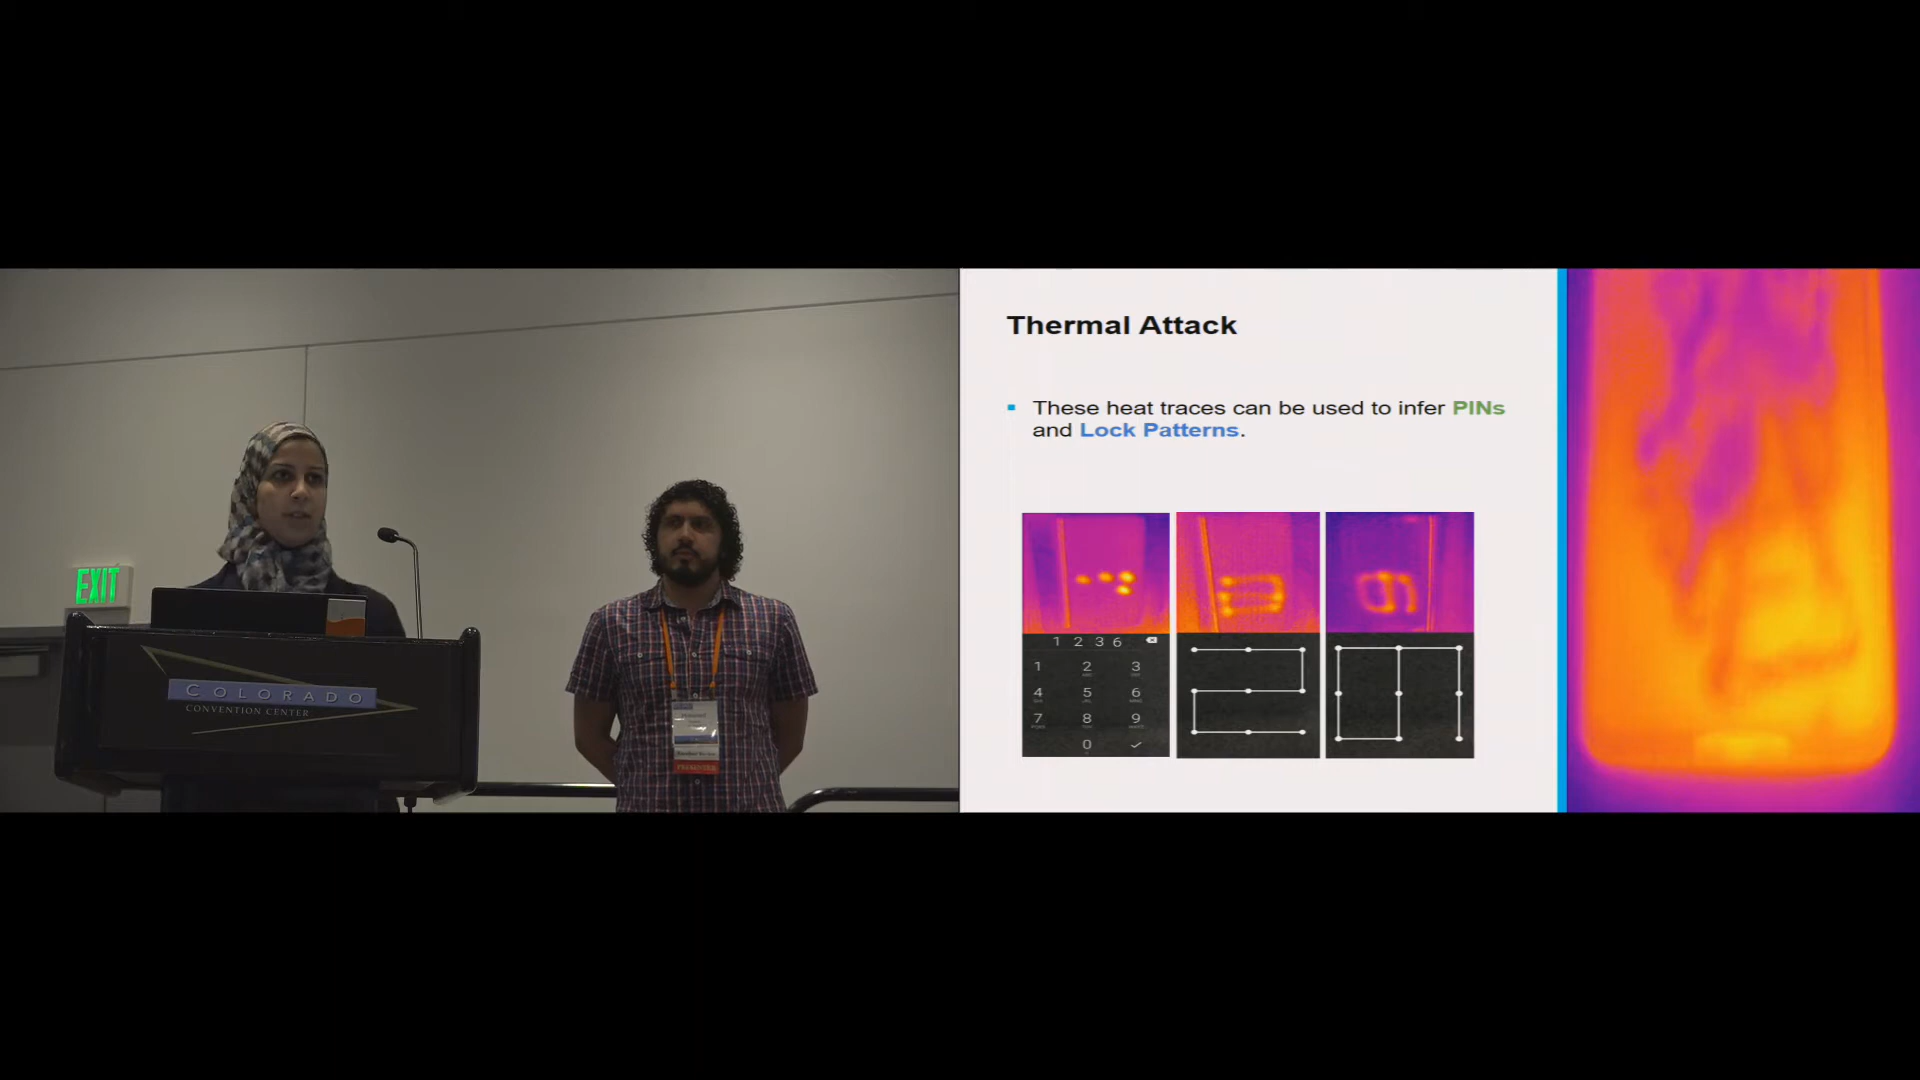 EXIT
COLORADO
CONVENTION CENTER
Thermal Attack
These heat traces can be used to infer PINs
and Lock Patterns.
1 2 3 6
1 2 3
4 5 6
7 8 9
0